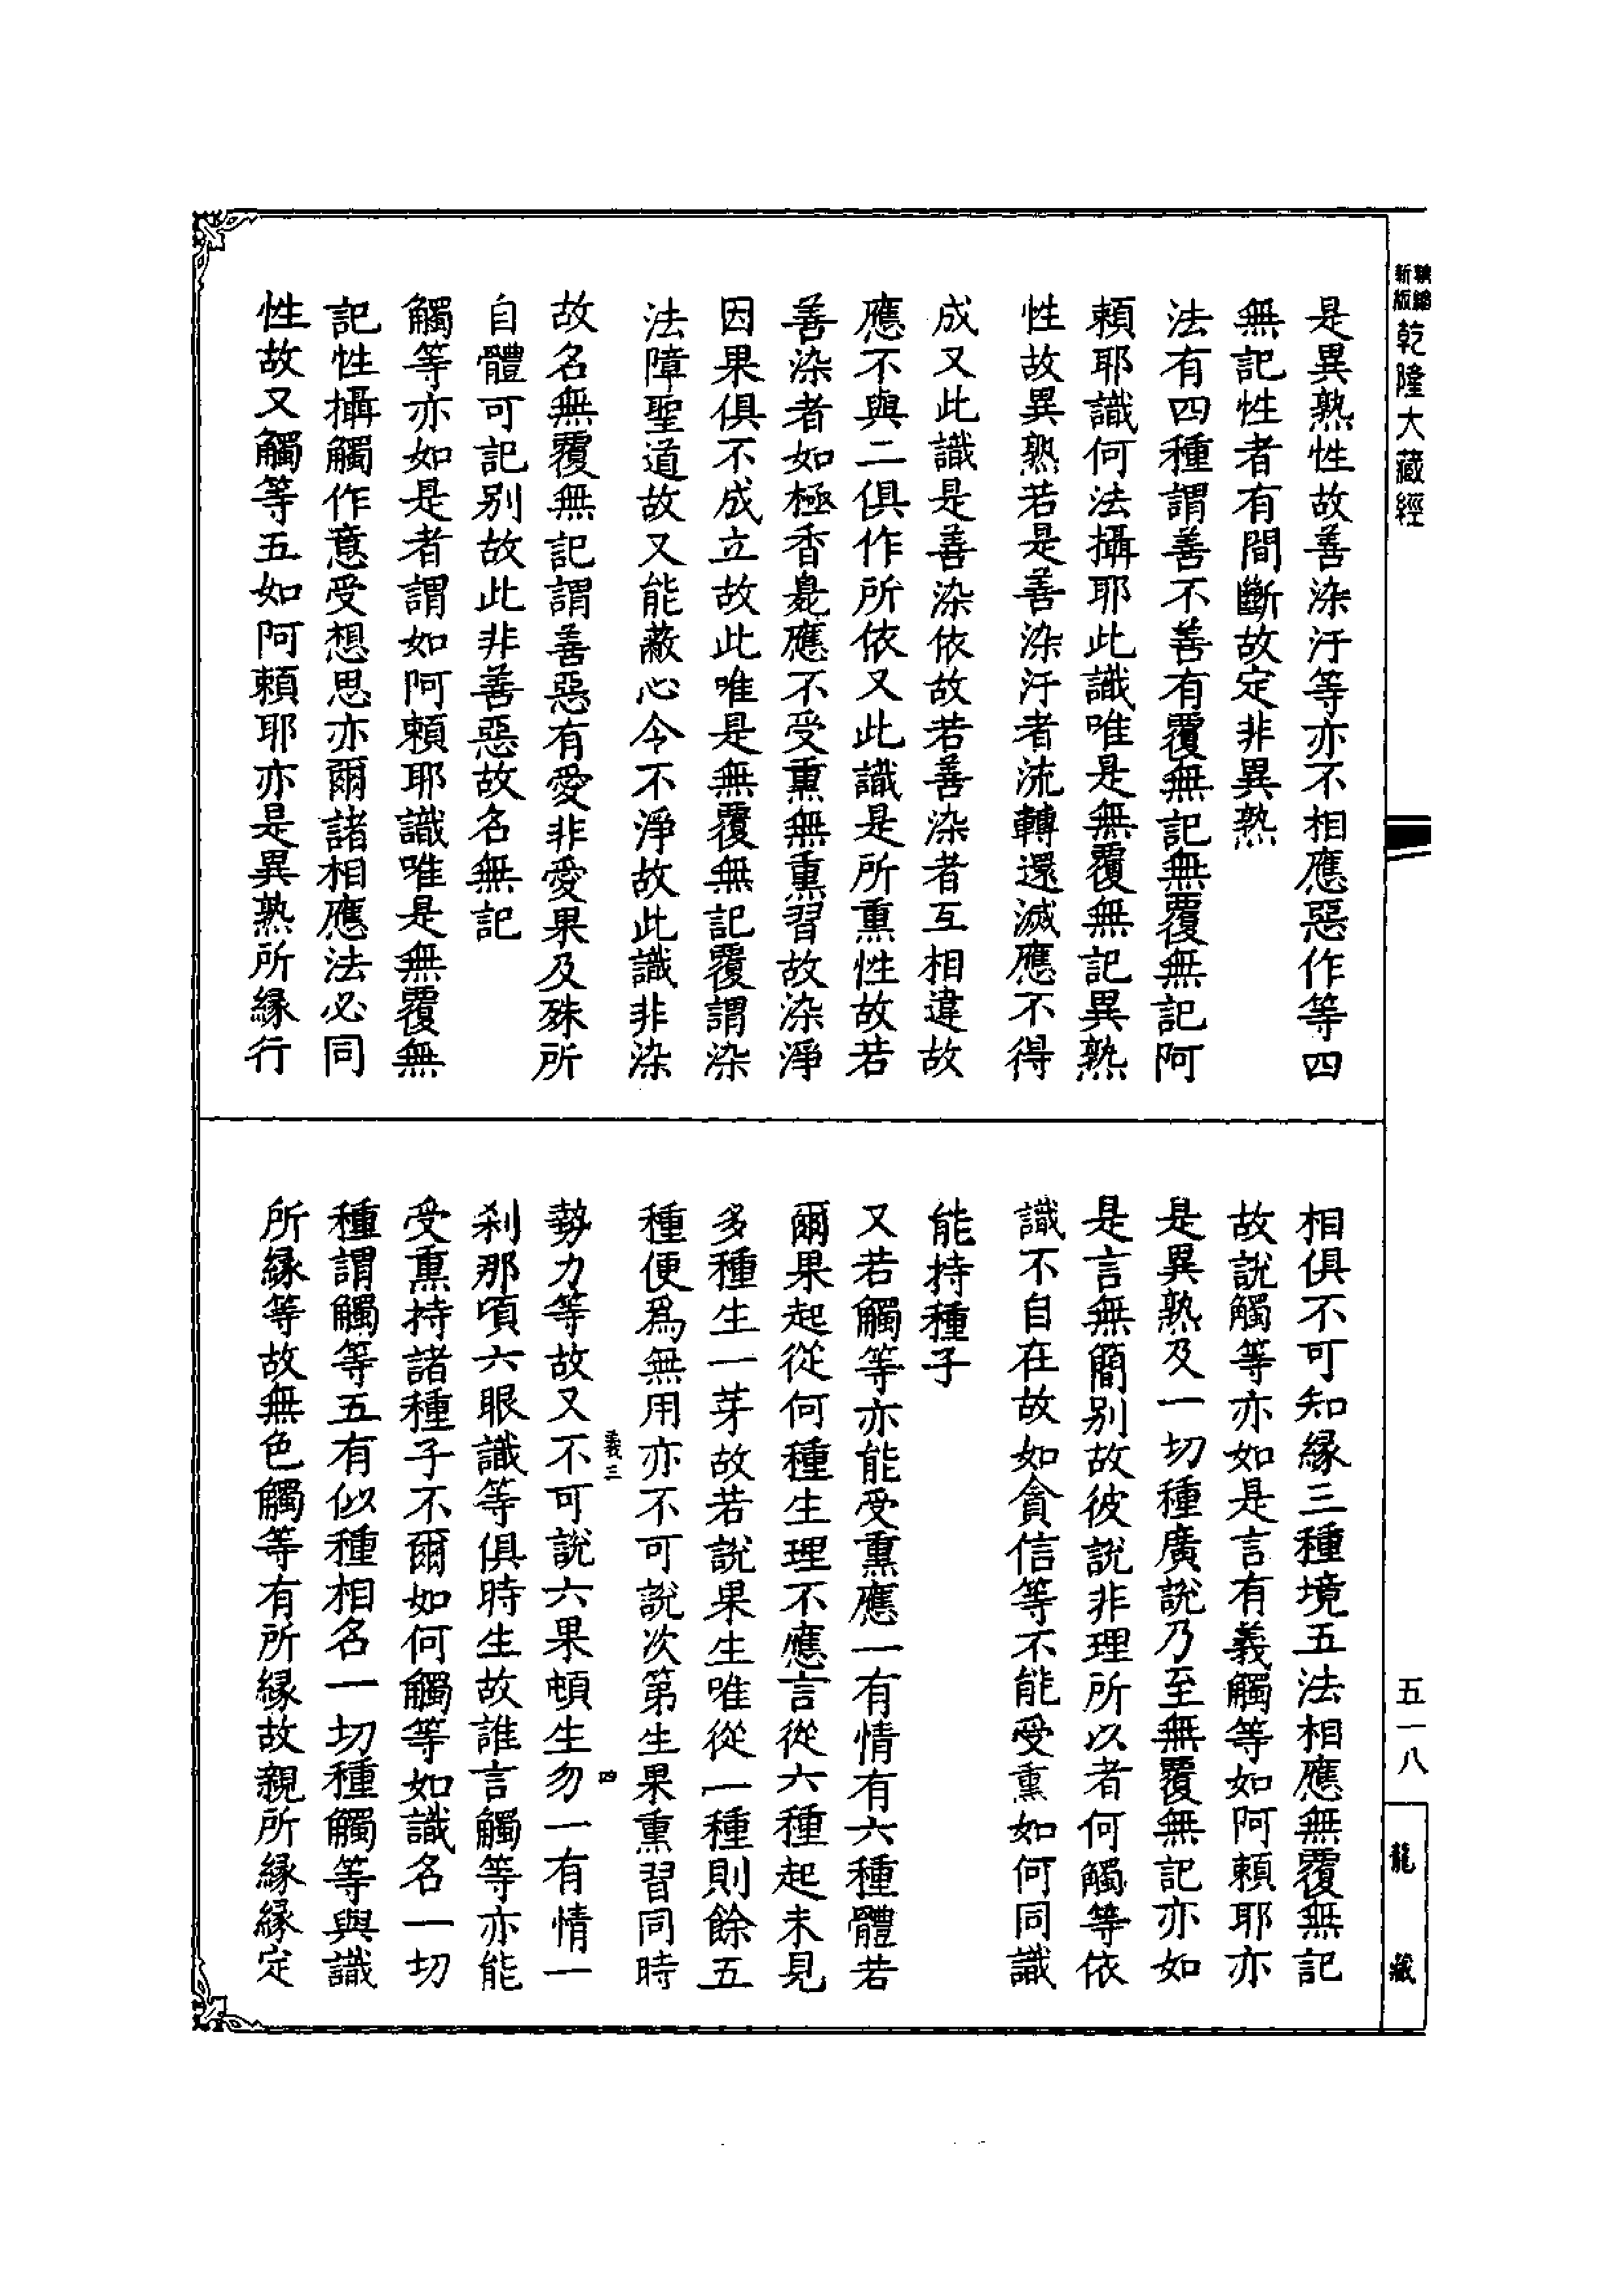 新版
乾隆大藏經
是異熟性故善染汙等亦不相應惡作等四
無記性者有間斷故定非異熟
法有四種謂善不善有覆無記無覆無記阿
賴耶識何法攝耶此識唯是無覆無記異熟
性故異熟若是善染汙者流轉還滅應不得
成又此識是善染依故若善染者互相違故
應不與二俱作所依又此識是所熏性故若
善染者如極香臰應不受熏無熏習故染淨
因果俱不成立故此唯是無覆無記覆謂染
法障聖道故又能蔽心令不淨故此識非染
故名無覆無記謂善惡有愛非愛果及殊所
自體可記別故此非善惡故名無記
觸等亦如是者謂如阿賴耶識唯是無覆無
記性攝觸作意受想思亦爾諸相應法必同
性故又觸等五如阿賴耶亦是異熟所緣行
相俱不可知緣三種境五法相應無覆無記
故說觸等亦如是言有義觸等如阿賴耶亦
是異熟及一切種廣說乃至無覆無記亦如
是言無簡別故彼說非理所以者何觸等依
識不自在故如貪信等不能受熏如何同識
能持種子
又若觸等亦能受熏應一有情有六種體若
爾果起從何種生理不應言從六種起未見
多種生一芽故若說果生唯從一種則餘五
種便爲無用亦不可說次第生果熏習同時
義三
四
勢力等故又不可說六果頓生勿一有情一
剎那頃六眼識等俱時生故誰言觸等亦能
受熏持諸種子不爾如何觸等如識名一切
種謂觸等五有似種相名一切種觸等與識
所緣等故無色觸等有所緣故親所緣緣定
五一八
龍藏